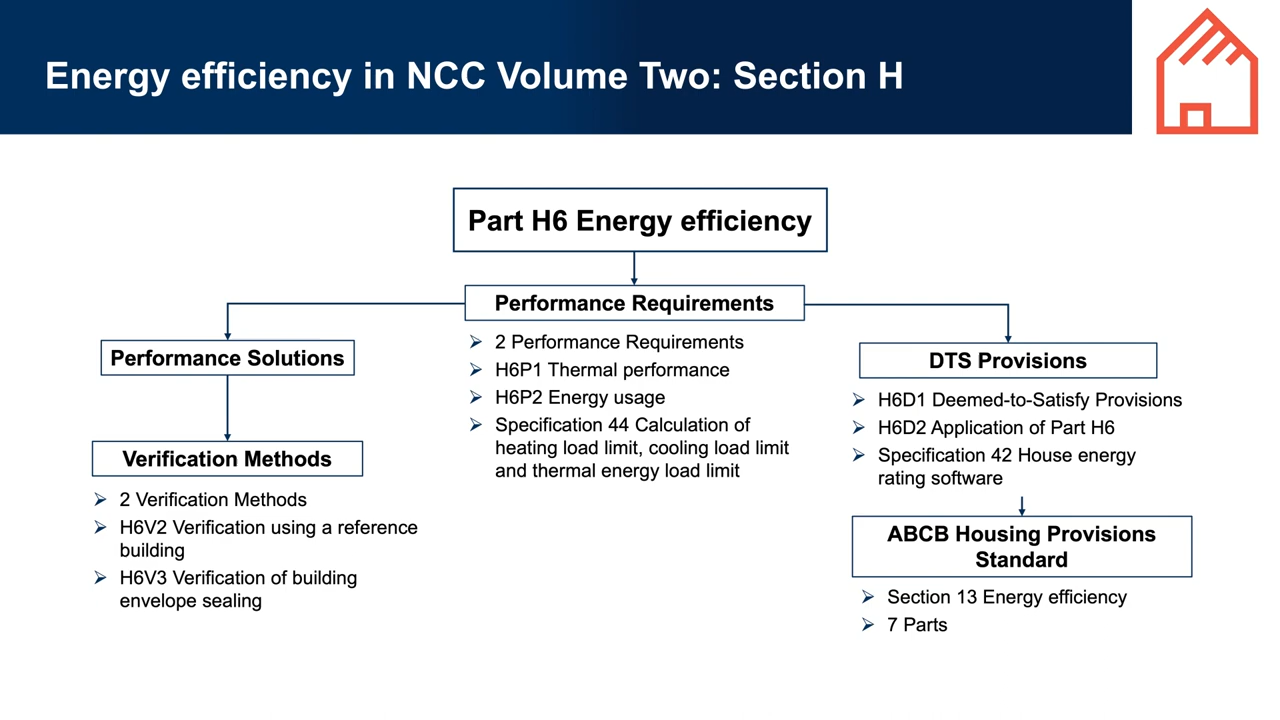 Energy efficiency in NCC Volume Two: Section H
Part H6 Energy efficiency
Performance Requirements
2 Performance Requirements
H6P1 Thermal performance
H6P2 Energy usage
Specification 44 Calculation of
heating load limit, cooling load limit
and thermal energy load limit
Performance Solutions
Verification Methods
2 Verification Methods
H6V2 Verification using a reference
building
H6V3 Verification of building
envelope sealing
DTS Provisions
H6D1 Deemed-to-Satisfy Provisions
H6D2 Application of Part H6
Specification 42 House energy
rating software
ABCB Housing Provisions
Standard
Section 13 Energy efficiency
7 Parts